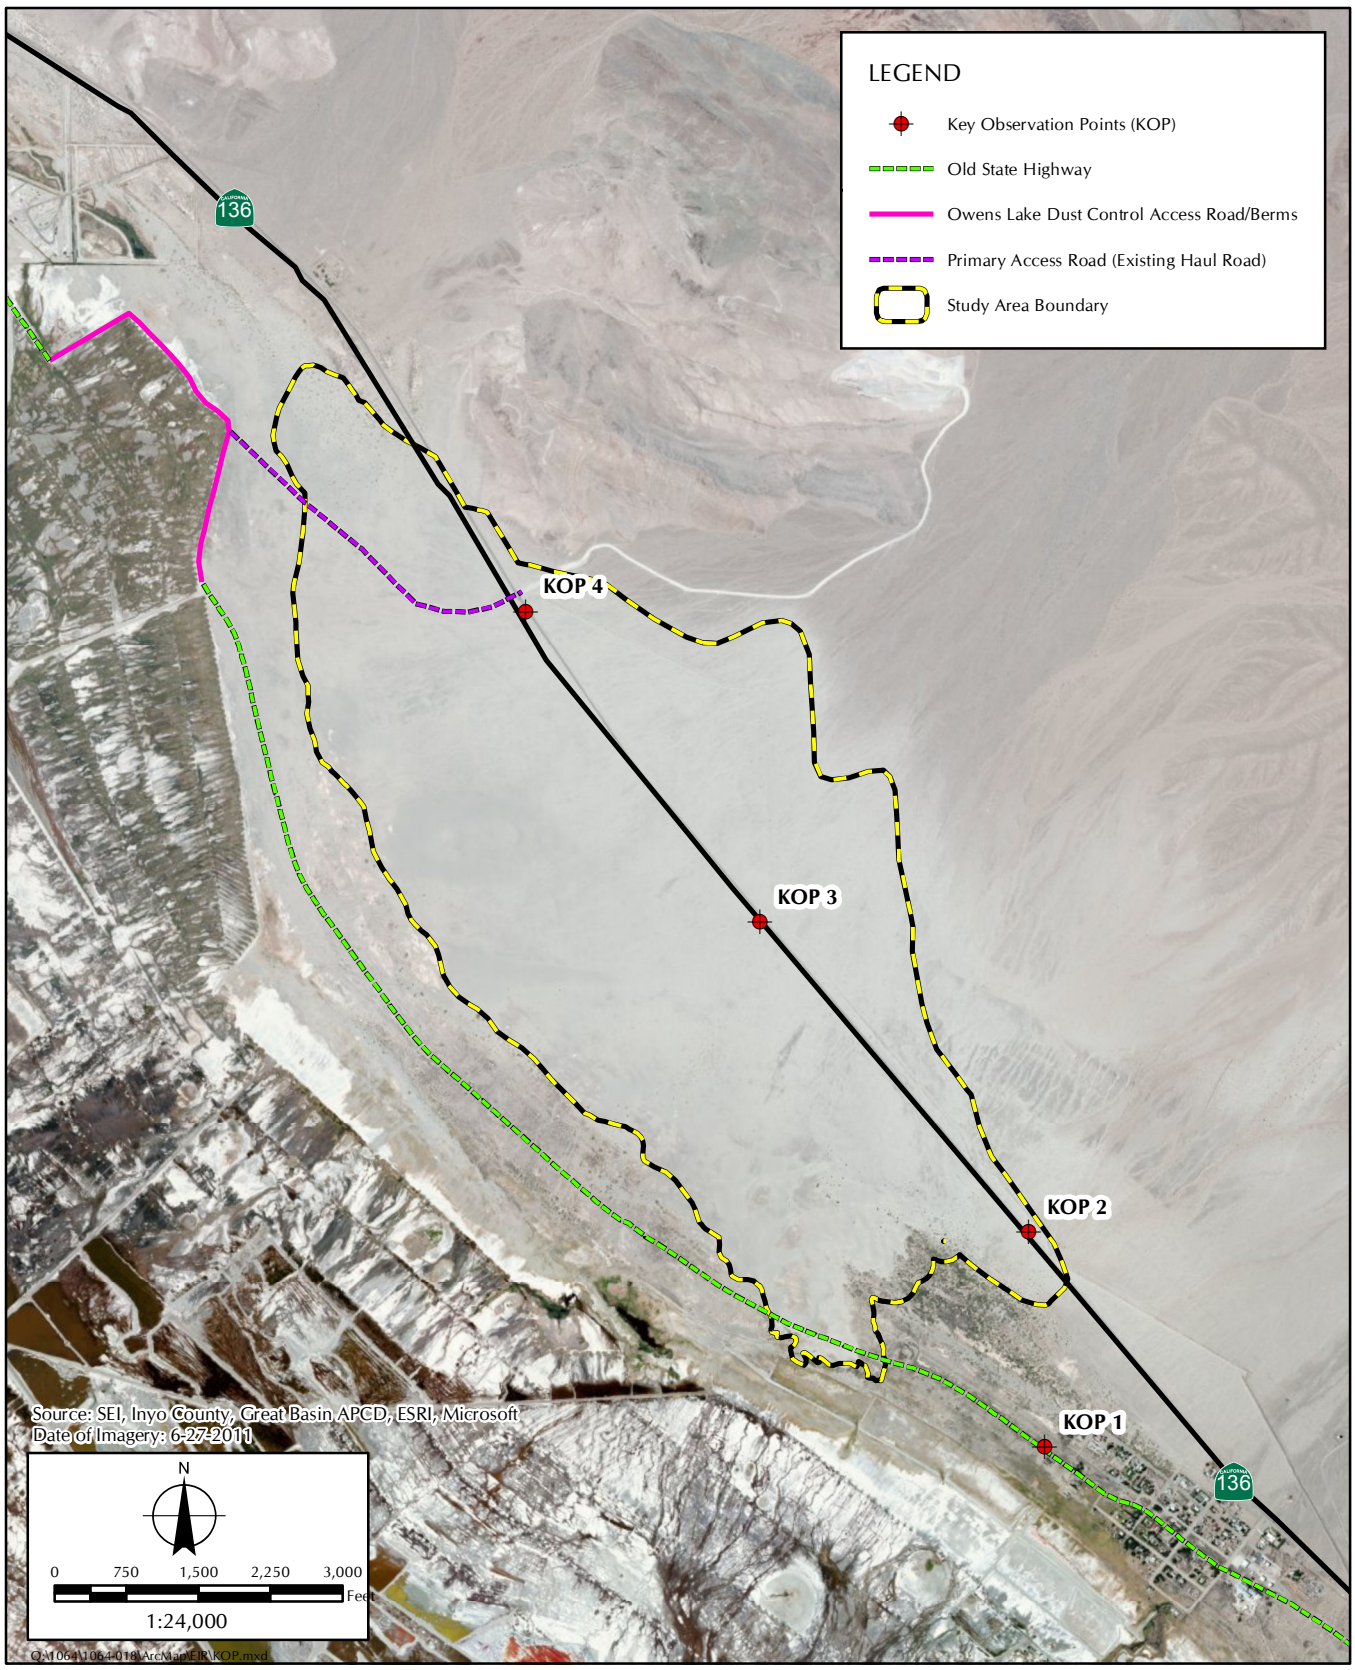 LEGEND
Key Observation Points (KOP)
Old State Highway
Owens Lake Dust Control Access Road/Berms
Primary Access Road (Existing Haul Road)
Study Area Boundary
CALIFORNIA
136
KOP 4
KOP 3
KOP 2
KOP 1
CALIFORNIA
136
Source: SEI, Inyo County, Great Basin APCD, ESRI, Microsoft
Date of Imagery: 6-27-2011
N
0 750 1,500 2,250 3,000
Feet
1:24,000
Q:\1064\1064-018\ArcMap\EIR\KOP.mxd